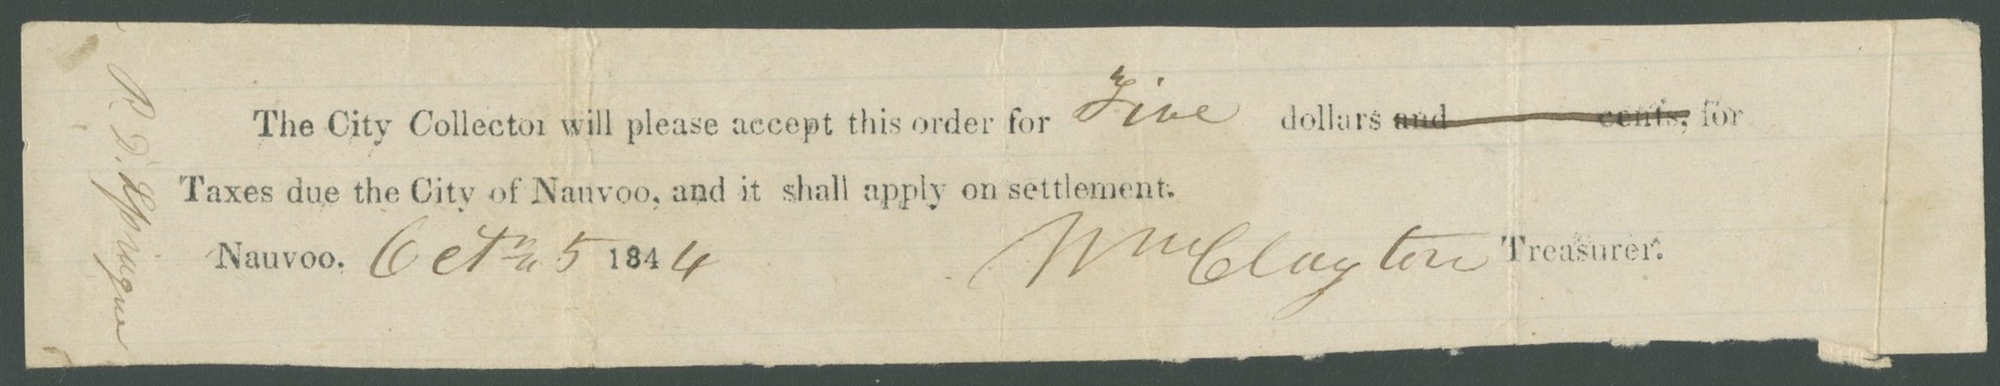 The City Collector will please accept this order for Five dollars and cents, for
Taxes due the City of Nauvoo, and it shall apply on settlement.
Nauvoo. Oct 5 1844 Wm Clayton Treasurer.
R. D. Sprague